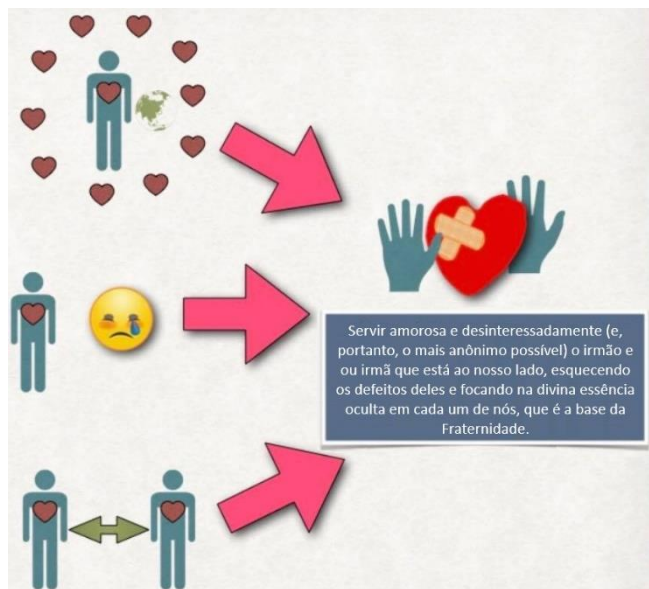 Servir amorosa e desinteressadamente (e,
portanto, o mais anônimo possível) o irmão e
ou irmã que está ao nosso lado, esquecendo
os defeitos deles e focando na divina essência
oculta em cada um de nós, que é a base da
Fraternidade.